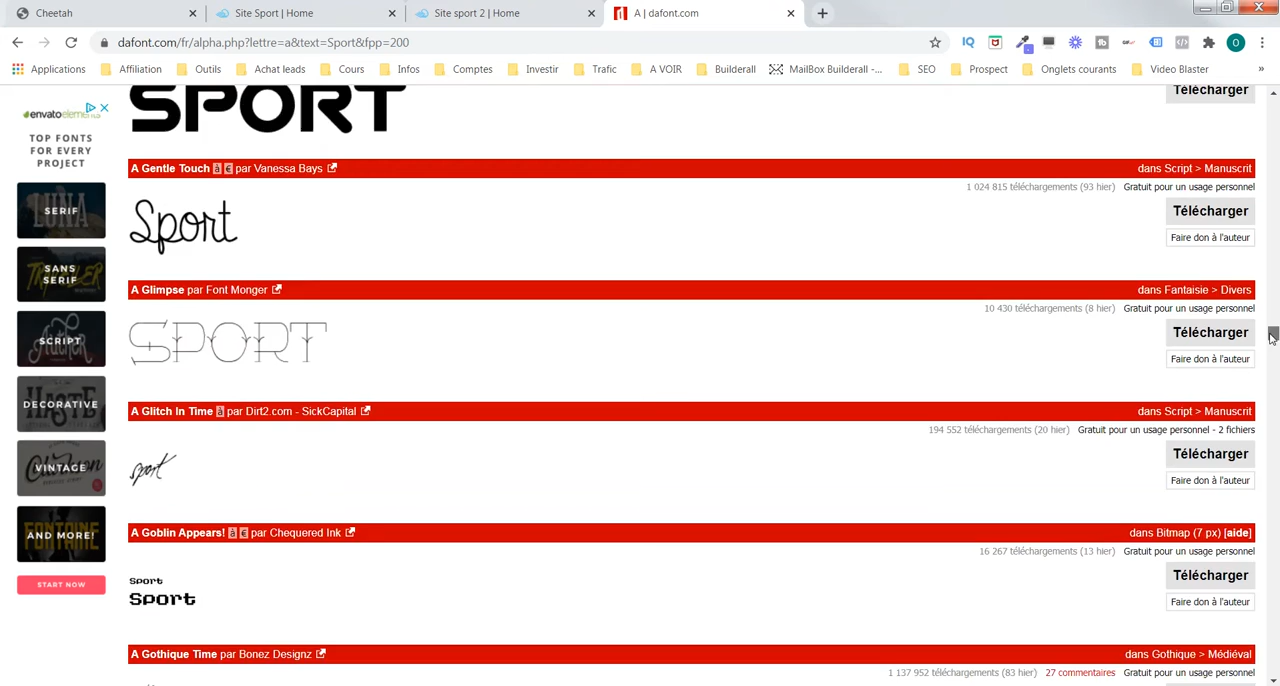 Cheetah
Site Sport | Home
Site sport 2 | Home
A | dafont.com
dafont.com/fr/alpha.php?lettre=a&text=Sport&fpp=200
Applications
Affiliation
Outils
Achat leads
Cours
Infos
Comptes
Investir
Trafic
A VOIR
Builderall
MailBox Builderall -...
SEO
Prospect
Onglets courants
Video Blaster
»
envatoelements
TOP FONTS
FOR EVERY
PROJECT
SERIF
SANS
SERIF
SCRIPT
DECORATIVE
VINTAGE
AND MORE!
START NOW
SPORT
Télécharger
A Gentle Touch à € par Vanessa Bays
dans Script > Manuscrit
1 024 815 téléchargements (93 hier) Gratuit pour un usage personnel
Sport
Télécharger
Faire don à l'auteur
A Glimpse par Font Monger
dans Fantaisie > Divers
10 430 téléchargements (8 hier) Gratuit pour un usage personnel
SPORT
Télécharger
Faire don à l'auteur
A Glitch In Time à par Dirt2.com - SickCapital
dans Script > Manuscrit
194 552 téléchargements (20 hier) Gratuit pour un usage personnel - 2 fichiers
sport
Télécharger
Faire don à l'auteur
A Goblin Appears! à € par Chequered Ink
dans Bitmap (7 px) [aide]
16 267 téléchargements (13 hier) Gratuit pour un usage personnel
Sport
Sport
Télécharger
Faire don à l'auteur
A Gothique Time par Bonez Designz
dans Gothique > Médiéval
1 137 952 téléchargements (83 hier) 27 commentaires Gratuit pour un usage personnel